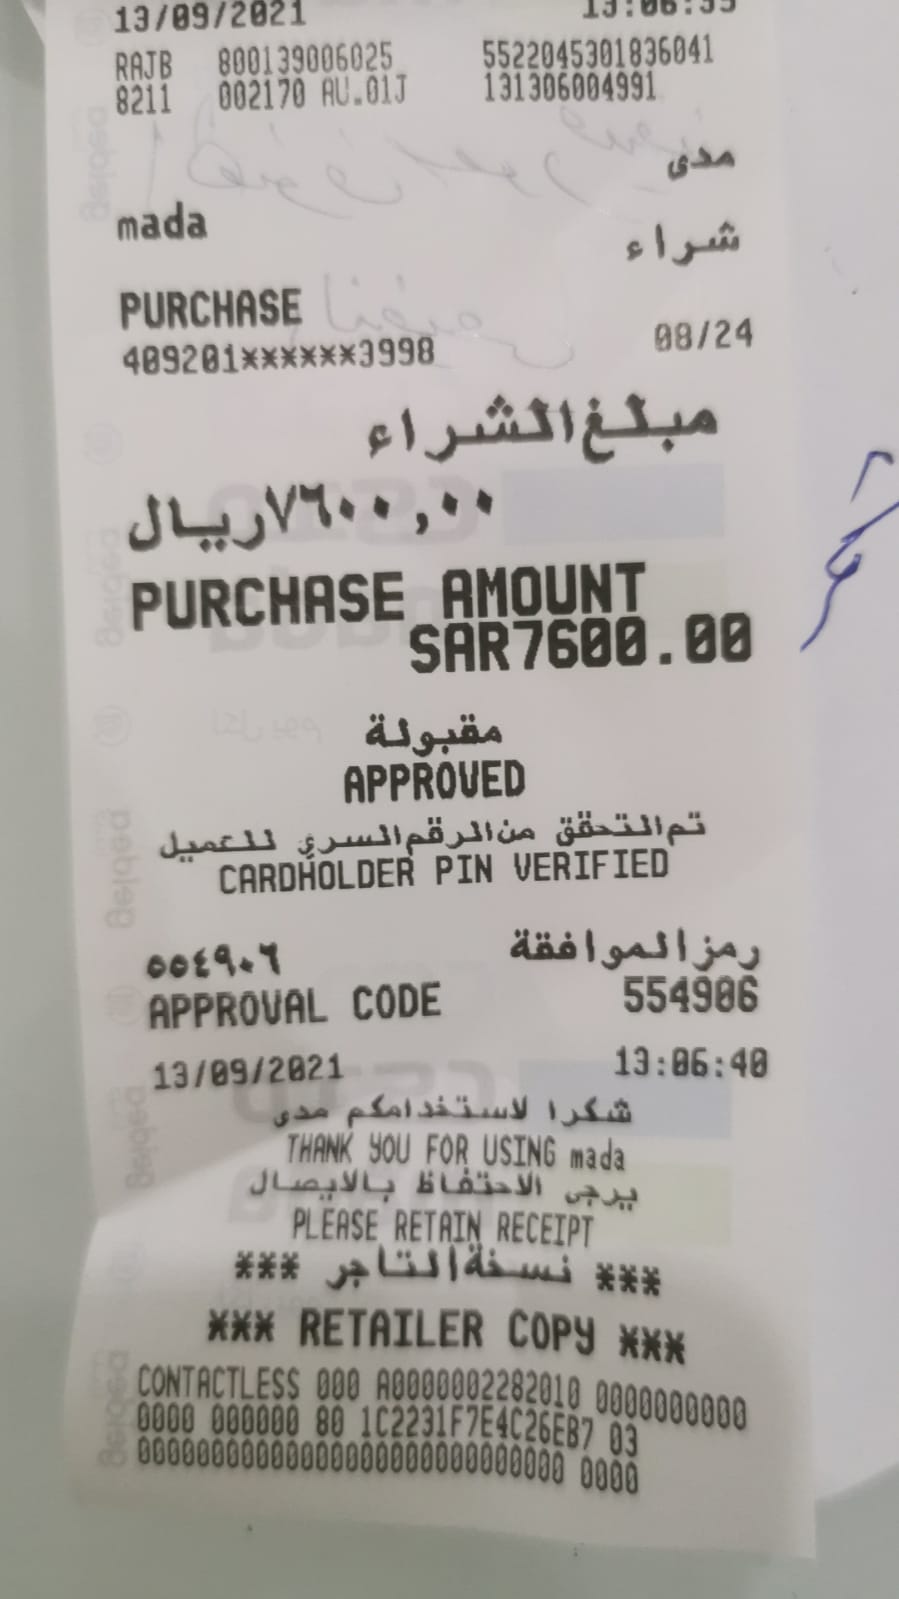 13/09/2021 13:06:35
RAJB 800139006025 5522045301836041
8211 002170 AU.01J 131306004991
مدى
mada
شراء
PURCHASE
409201******3998 08/24
مبلغ الشراء
٧٦٠٠,٠٠ ريال
PURCHASE AMOUNT
SAR7600.00
مقبولة
APPROVED
تم التحقق من الرقم السري للعميل
CARDHOLDER PIN VERIFIED
رمز الموافقة ٥٥٤٩٠٦
APPROVAL CODE 554906
13/09/2021 13:06:40
شكرا لاستخدامكم مدى
THANK YOU FOR USING mada
يرجى الاحتفاظ بالايصال
PLEASE RETAIN RECEIPT
*** نسخة التاجر ***
*** RETAILER COPY ***
CONTACTLESS 000 A0000002282010 0000000000
0000 000000 80 1C2231F7E4C26EB7 03
0000000000000000000000000000 0000